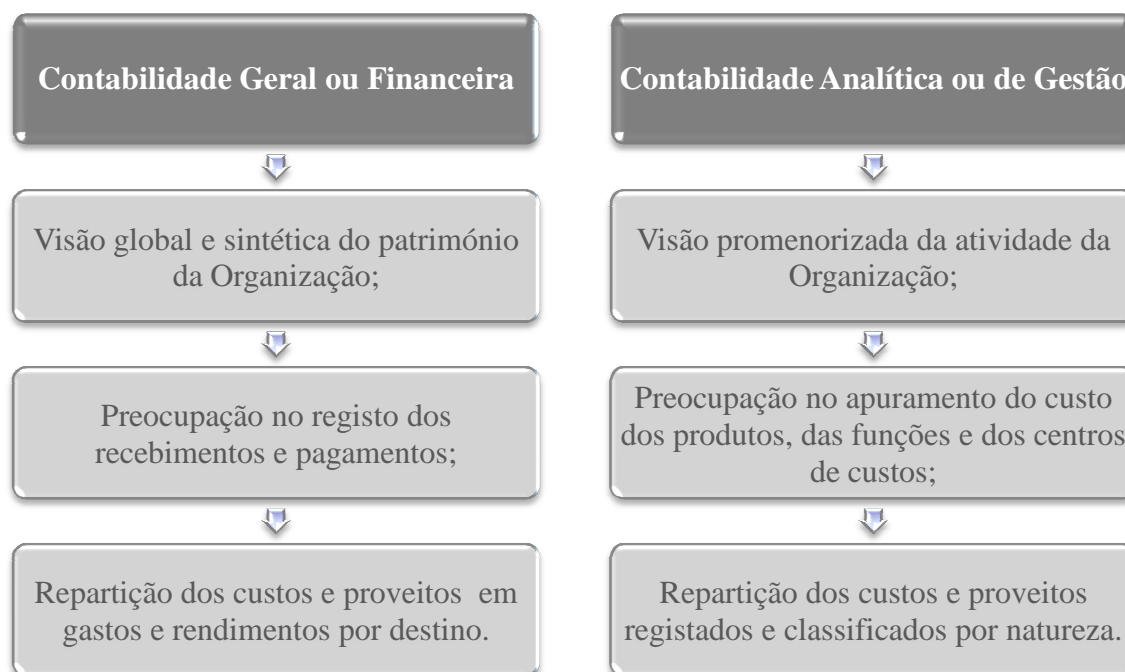 Contabilidade Geral ou Financeira
Visão global e sintética do património
da Organização;
Preocupação no registo dos
recebimentos e pagamentos;
Repartição dos custos e proveitos em
gastos e rendimentos por destino.
Contabilidade Analítica ou de Gestão
Visão promenorizada da atividade da
Organização;
Preocupação no apuramento do custo
dos produtos, das funções e dos centros
de custos;
Repartição dos custos e proveitos
registados e classificados por natureza.